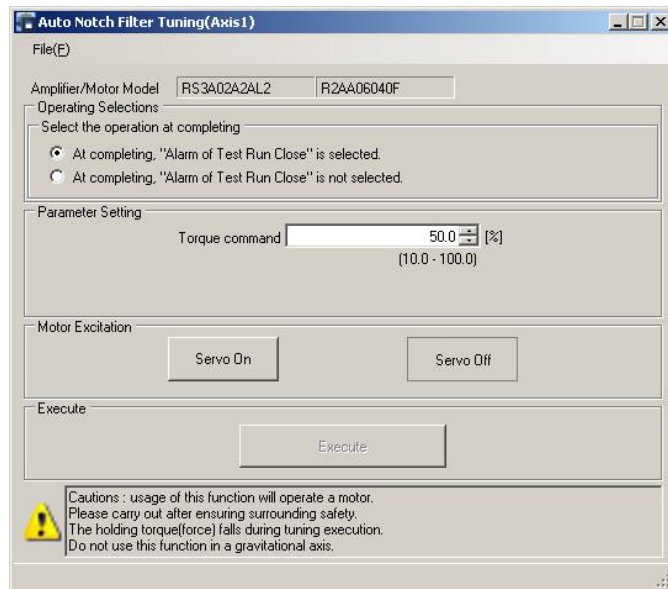 Auto Notch Filter Tuning(Axis1)
File(F)
Amplifier/Motor Model RS3A02A2AL2 R2AA06040F
Operating Selections
Select the operation at completing
At completing, "Alarm of Test Run Close" is selected.
At completing, "Alarm of Test Run Close" is not selected.
Parameter Setting
Torque command 50.0 [%]
(10.0 - 100.0)
Motor Excitation
Servo On Servo Off
Execute
Execute
Cautions : usage of this function will operate a motor.
Please carry out after ensuring surrounding safety.
The holding torque(force) falls during tuning execution.
Do not use this function in a gravitational axis.